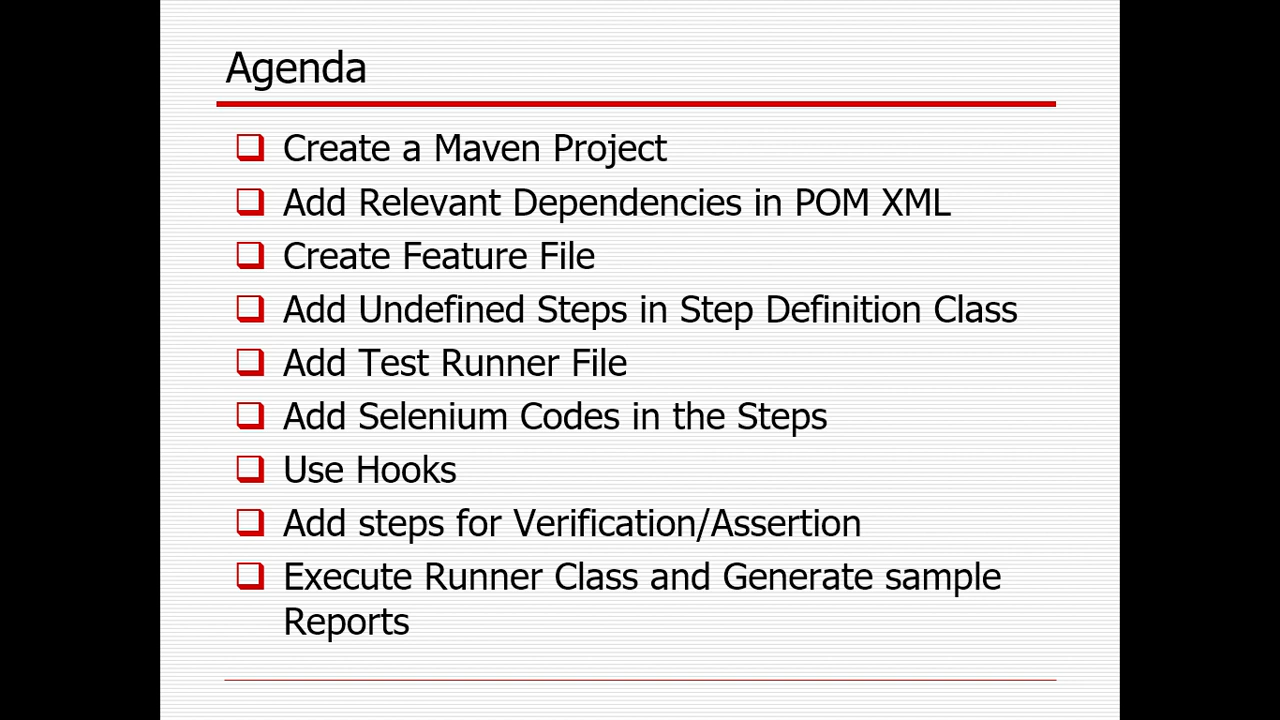 Agenda
Create a Maven Project
Add Relevant Dependencies in POM XML
Create Feature File
Add Undefined Steps in Step Definition Class
Add Test Runner File
Add Selenium Codes in the Steps
Use Hooks
Add steps for Verification/Assertion
Execute Runner Class and Generate sample
Reports